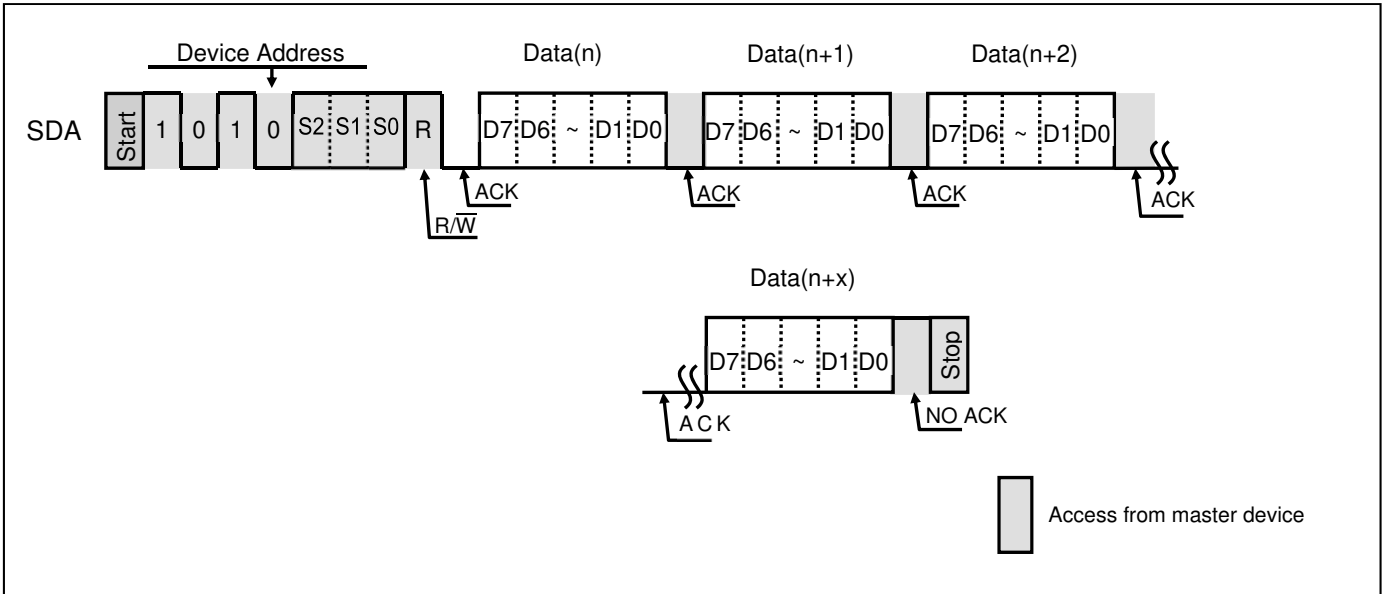 Device Address Data(n) Data(n+1) Data(n+2)
SDA Start 1 0 1 0 S2 S1 S0 R D7 D6 ~ D1 D0 D7 D6 ~ D1 D0 D7 D6 ~ D1 D0
ACK ACK ACK ACK
R/W̅
Data(n+x)
D7 D6 ~ D1 D0 Stop
A C K NO ACK
Access from master device